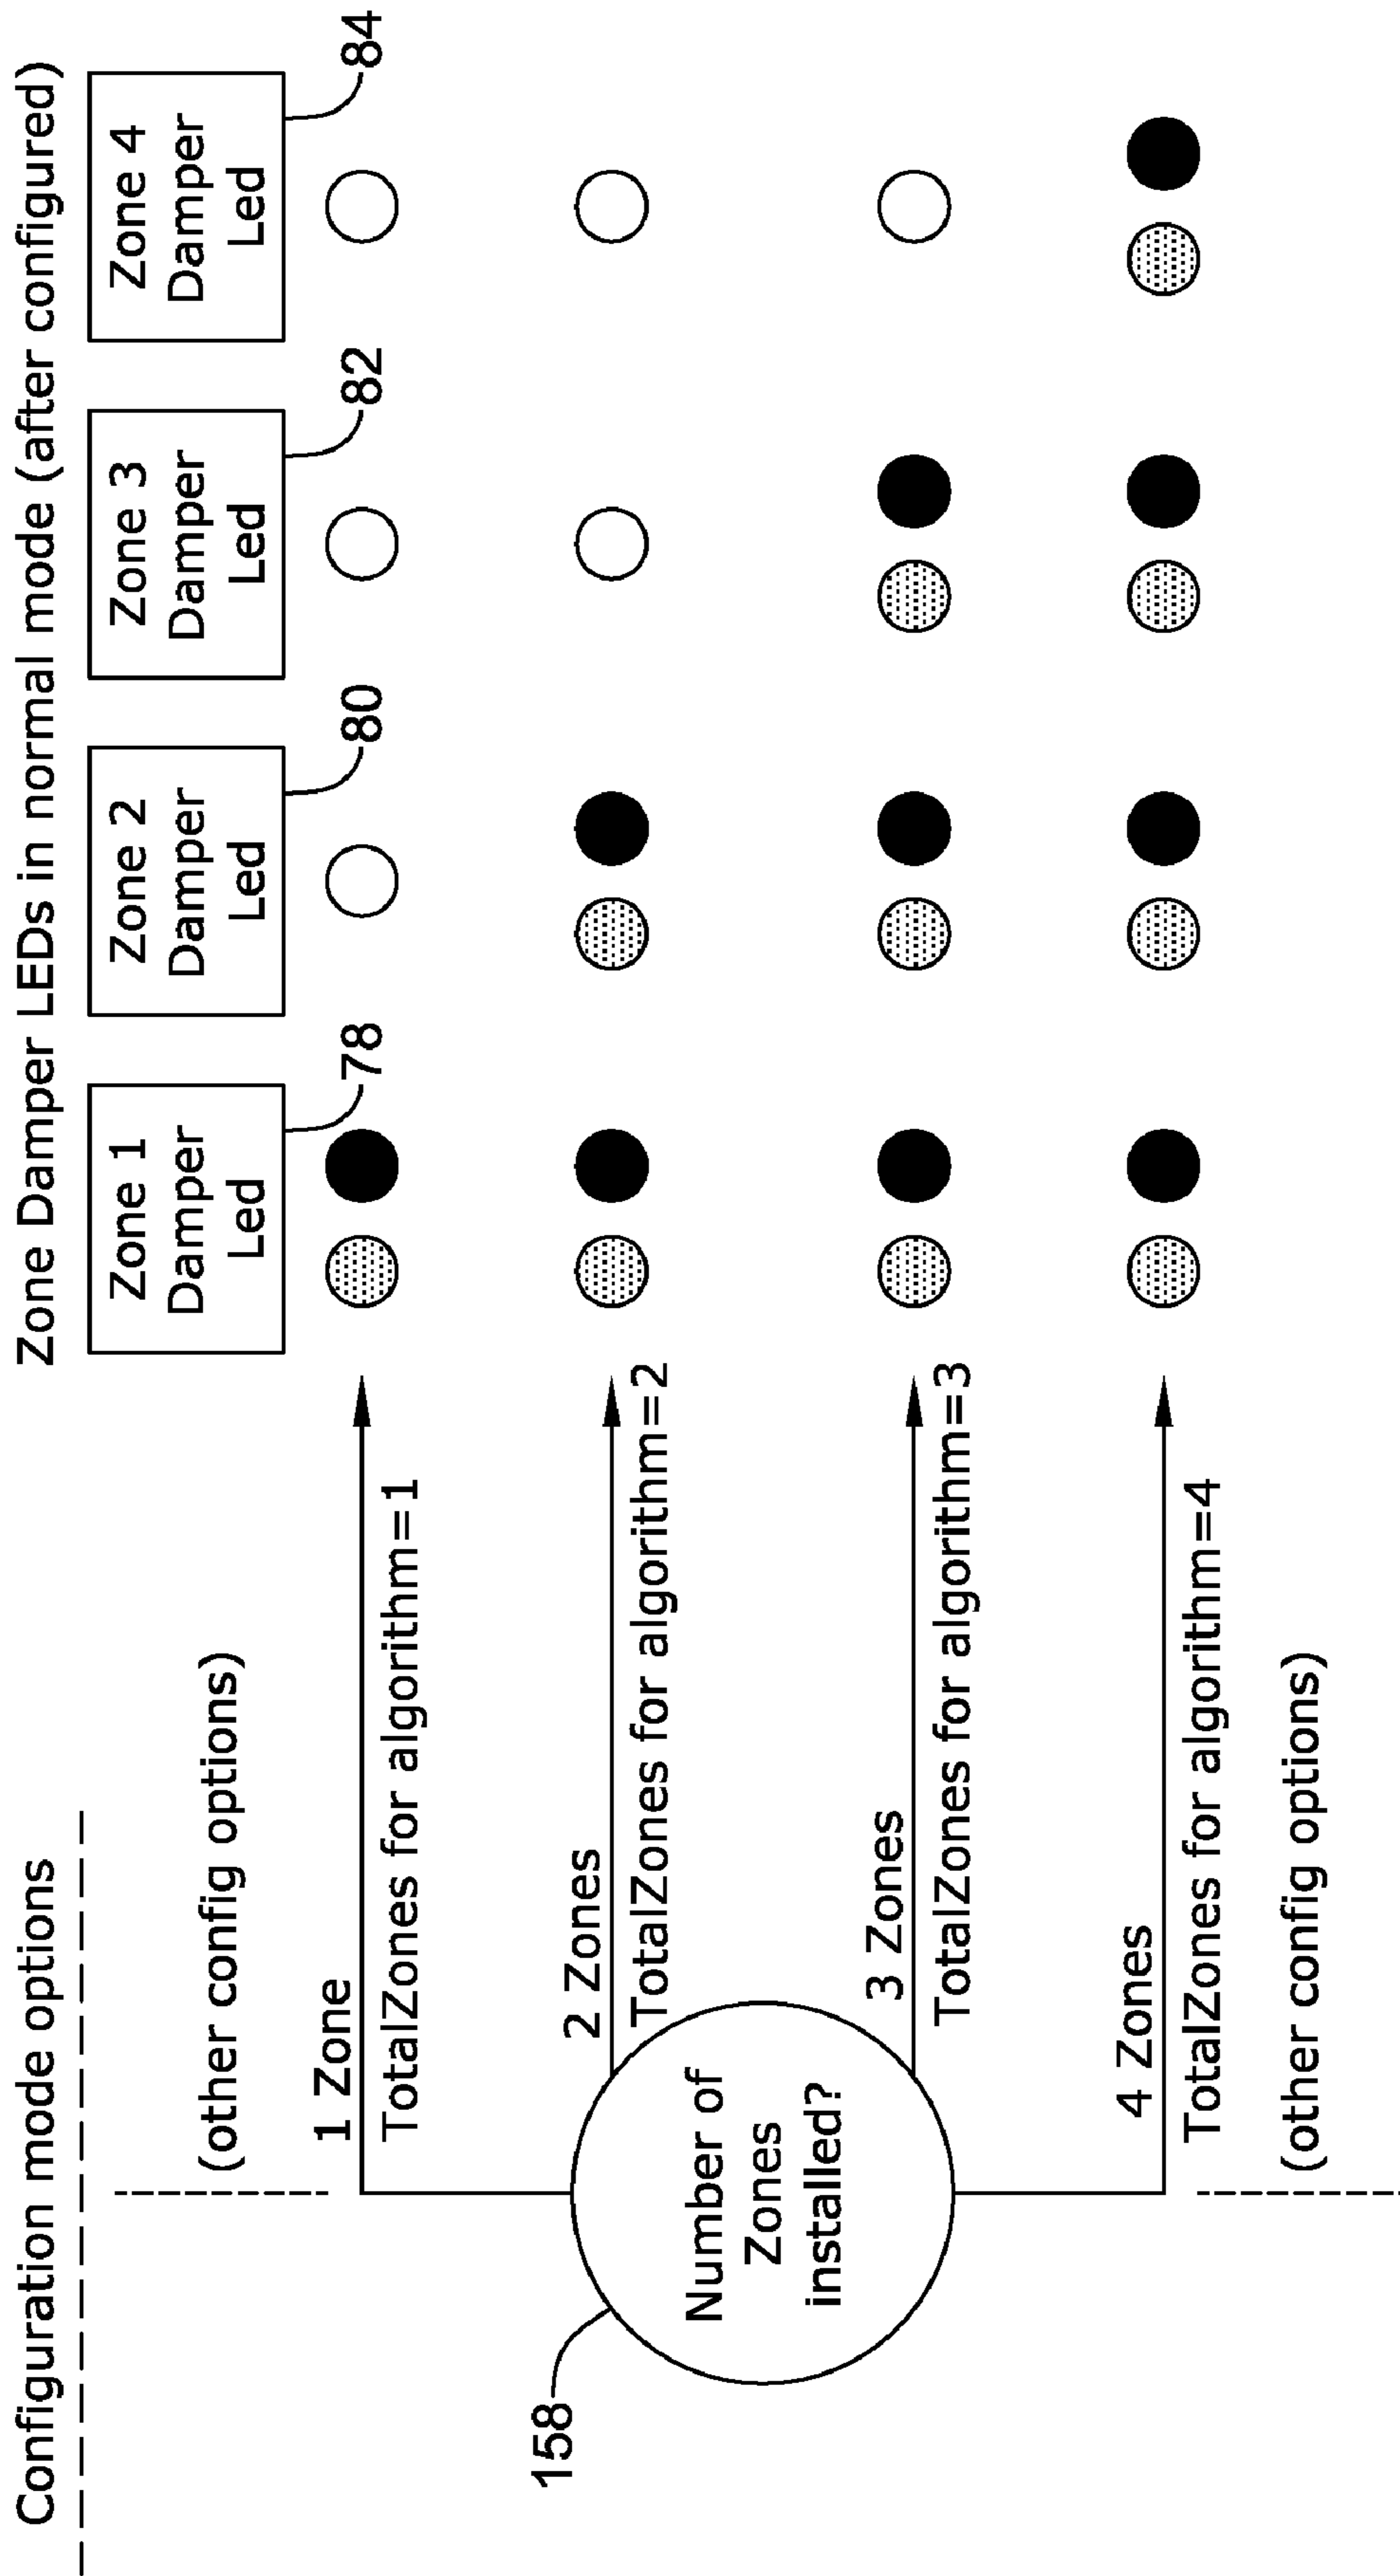 Configuration mode options
Zone Damper LEDs in normal mode (after configured)
Zone 1
Damper
Led
78
Zone 2
Damper
Led
80
Zone 3
Damper
Led
82
Zone 4
Damper
Led
84
(other config options)
1 Zone
TotalZones for algorithm=1
2 Zones
TotalZones for algorithm=2
158
Number of
Zones
installed?
3 Zones
TotalZones for algorithm=3
4 Zones
TotalZones for algorithm=4
(other config options)